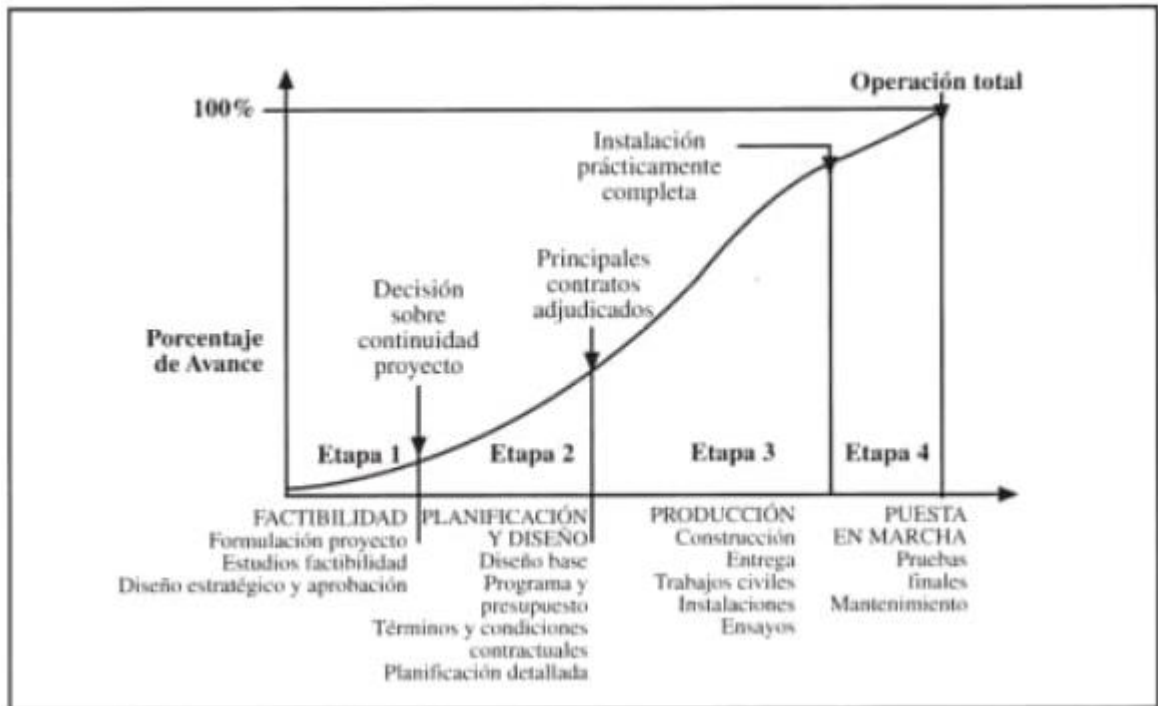 Operación total
100%
Instalación
prácticamente
completa
Principales
contratos
adjudicados
Decisión
sobre
continuidad
proyecto
Porcentaje
de Avance
Etapa 1
Etapa 2
Etapa 3
Etapa 4
FACTIBILIDAD
Formulación proyecto
Estudios factibilidad
Diseño estratégico y aprobación
PLANIFICACIÓN
Y DISEÑO
Diseño base
Programa y
presupuesto
Términos y condiciones
contractuales
Planificación detallada
PRODUCCIÓN
Construcción
Entrega
Trabajos civiles
Instalaciones
Ensayos
PUESTA
EN MARCHA
Pruebas
finales
Mantenimiento